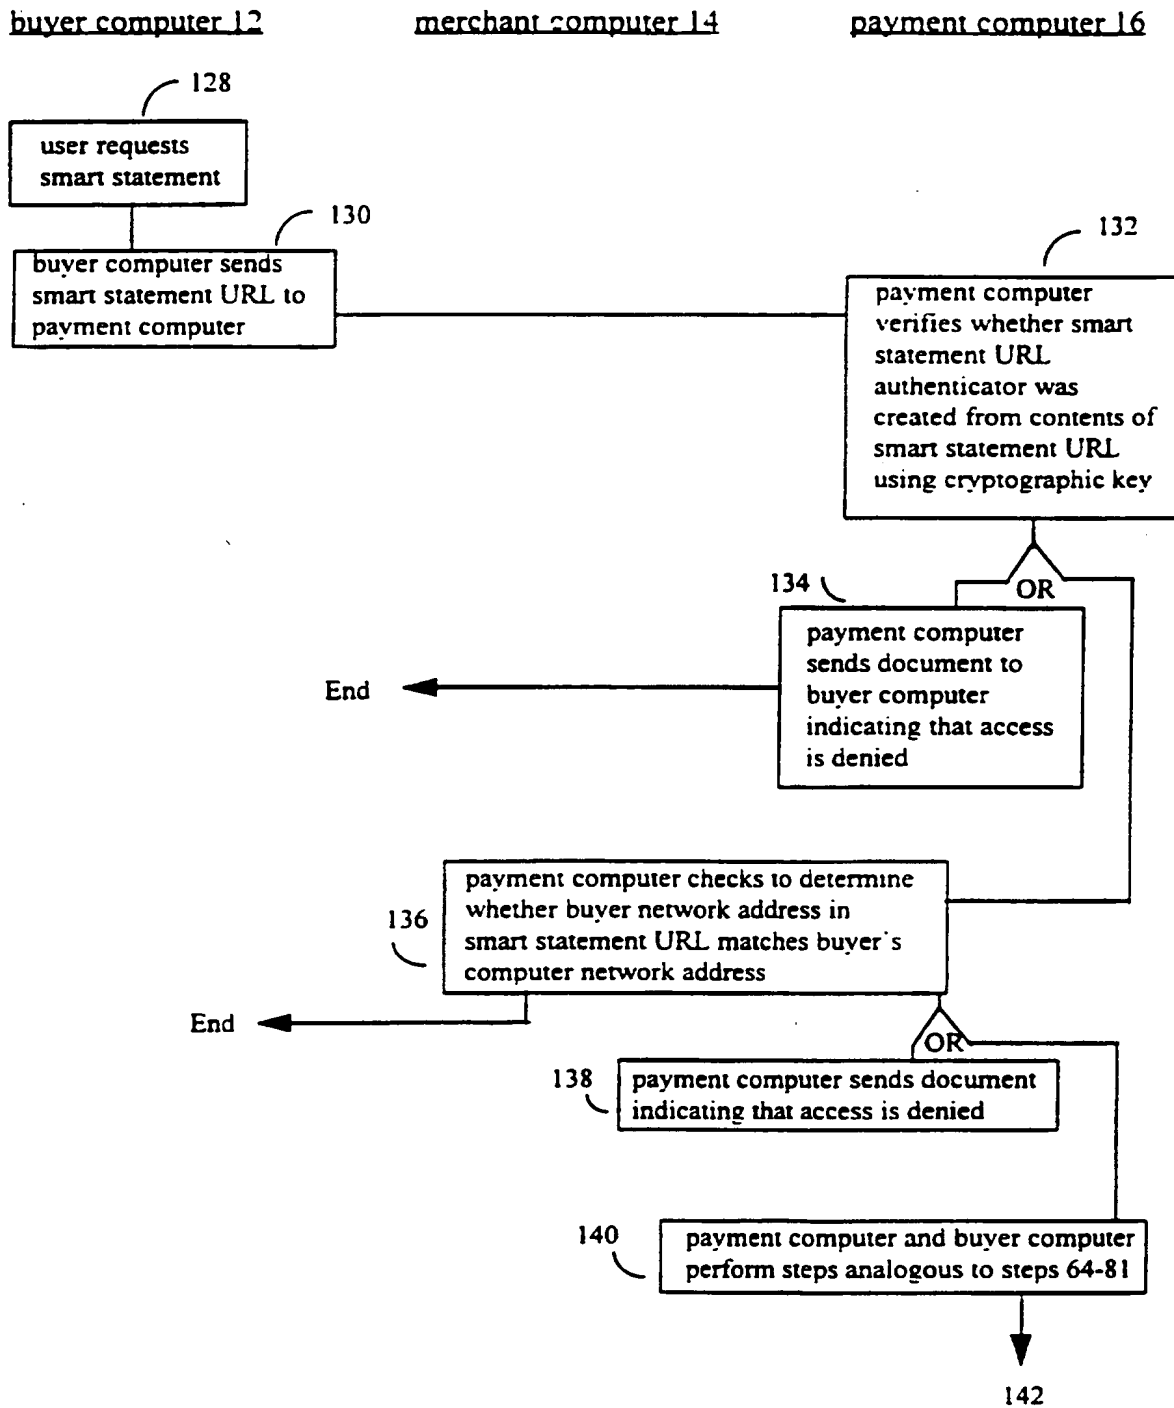 buyer computer 12
merchant computer 14
payment computer 16
128
user requests
smart statement
130
buyer computer sends
smart statement URL to
payment computer
132
payment computer
verifies whether smart
statement URL
authenticator was
created from contents of
smart statement URL
using cryptographic key
OR
134
payment computer
sends document to
buyer computer
indicating that access
is denied
End
136
payment computer checks to determine
whether buyer network address in
smart statement URL matches buyer's
computer network address
End
OR
138
payment computer sends document
indicating that access is denied
140
payment computer and buyer computer
perform steps analogous to steps 64-81
142